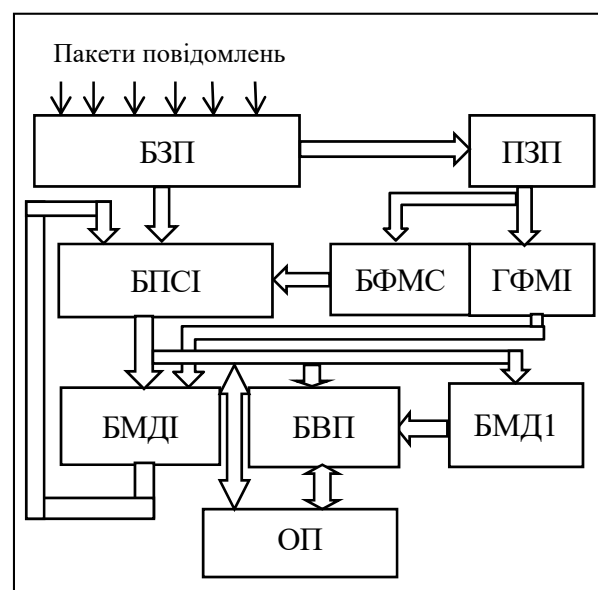 Пакети повідомлень
БЗП
ПЗП
БПСІ
БФМС
ГФМІ
БМДІ
БВП
БМД1
ОП